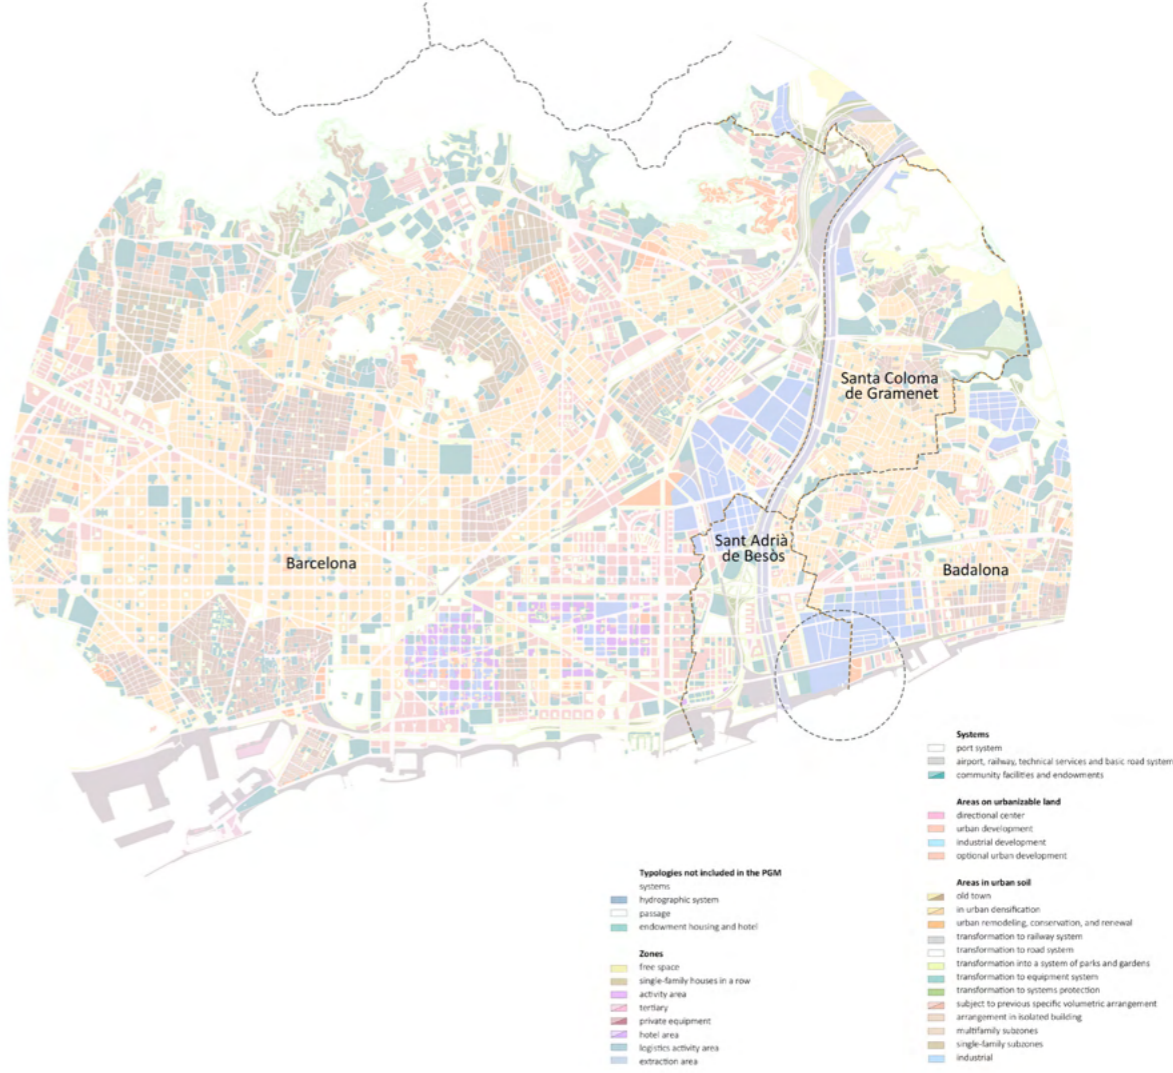 Santa Coloma
de Gramenet
Sant Adrià
de Besòs
Barcelona
Badalona
Systems
port system
airport, railway, technical services and basic road system
community facilities and endowments
Areas on urbanizable land
directional center
urban development
industrial development
optional urban development
Typologies not included in the PGM
systems
hydrographic system
passage
endowment housing and hotel
Zones
free space
single-family houses in a row
activity area
tertiary
private equipment
hotel area
logistics activity area
extraction area
Areas in urban soil
old town
in urban densification
urban remodeling, conservation, and renewal
transformation to railway system
transformation to road system
transformation into a system of parks and gardens
transformation to equipment system
transformation to systems protection
subject to previous specific volumetric arrangement
arrangement in isolated building
multifamily subzones
single-family subzones
industrial